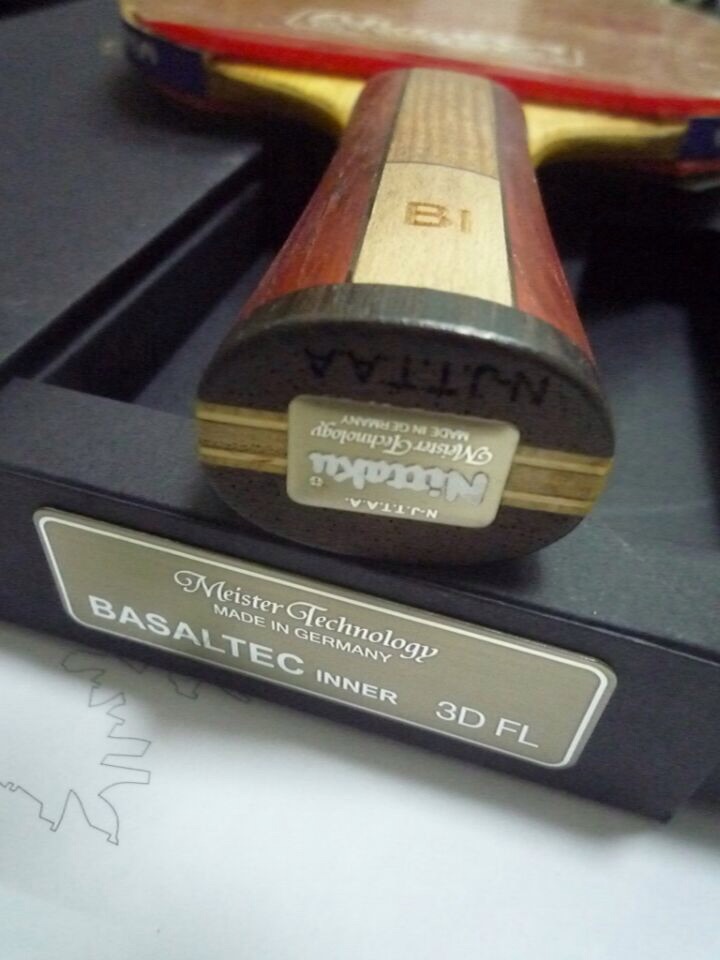 BI
N-J.T.T.A.A
MADE IN GERMANY
Meister Technology
Nittaku
N-J.T.T.A.A.
Meister Technology
MADE IN GERMANY
BASALTEC INNER 3D FL